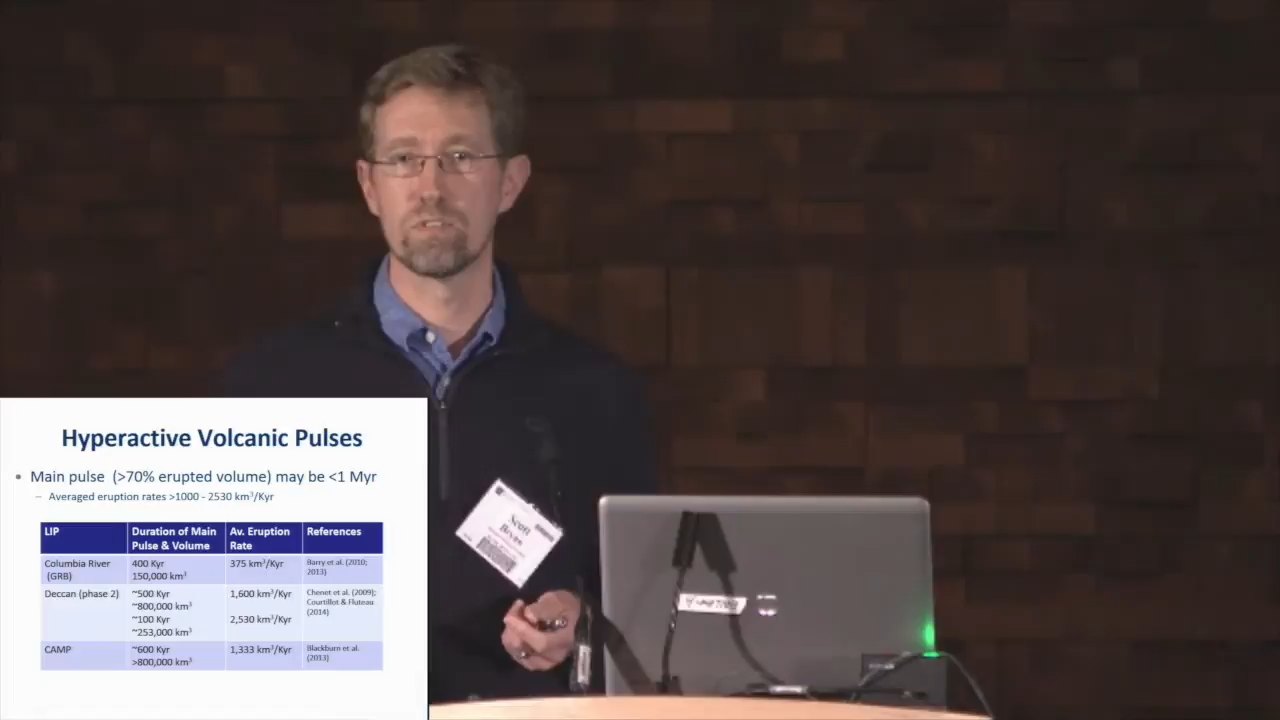 Hyperactive Volcanic Pulses
• Main pulse (>70% erupted volume) may be <1 Myr
– Averaged eruption rates >1000 - 2530 km³/Kyr
LIP
Duration of Main
Pulse & Volume
Av. Eruption
Rate
References
Columbia River
(GRB)
400 Kyr
150,000 km³
375 km³/Kyr
Barry et al. (2010;
2013)
Deccan (phase 2)
~500 Kyr
~800,000 km³
~100 Kyr
~253,000 km³
1,600 km³/Kyr
2,530 km³/Kyr
Chenet et al. (2009);
Courtillot & Fluteau
(2014)
CAMP
~600 Kyr
>800,000 km³
1,333 km³/Kyr
Blackburn et al.
(2013)
Scott